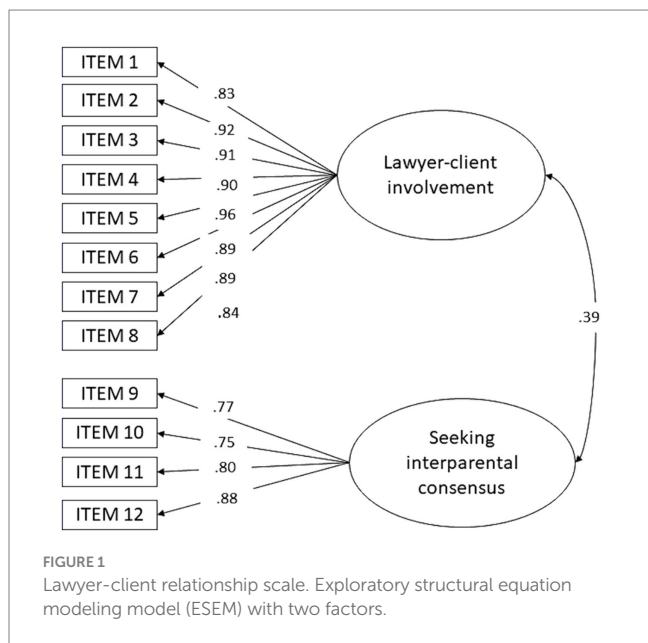 ITEM 1
ITEM 2
ITEM 3
ITEM 4
ITEM 5
ITEM 6
ITEM 7
ITEM 8
.83
.92
.91
.90
.96
.89
.89
.84
Lawyer-client
involvement
.39
ITEM 9
ITEM 10
ITEM 11
ITEM 12
.77
.75
.80
.88
Seeking
interparental
consensus
FIGURE 1
Lawyer-client relationship scale. Exploratory structural equation
modeling model (ESEM) with two factors.